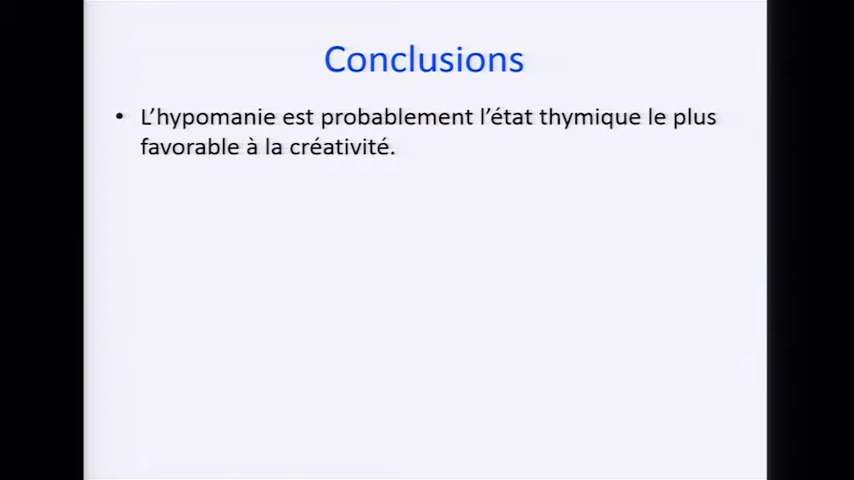 Conclusions
• L’hypomanie est probablement l’état thymique le plus
favorable à la créativité.